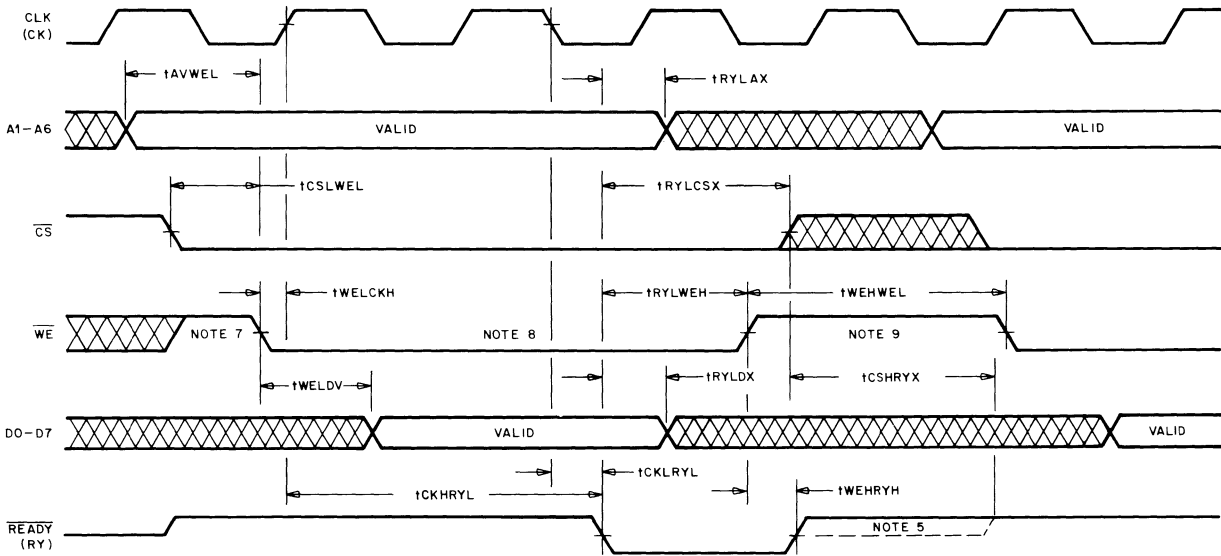 CLK
(CK)
tAVWEL
tRYLAX
A1-A6
VALID
VALID
tCSLWEL
tRYLCSX
CS
tWELCKH
tRYLWEH
tWEHWEL
WE
NOTE 7
NOTE 8
NOTE 9
tWELDV
tRYLDX
tCSHRYX
D0-D7
VALID
VALID
tCKHRYL
tCKLRYL
tWEHRYH
READY
(RY)
NOTE 5